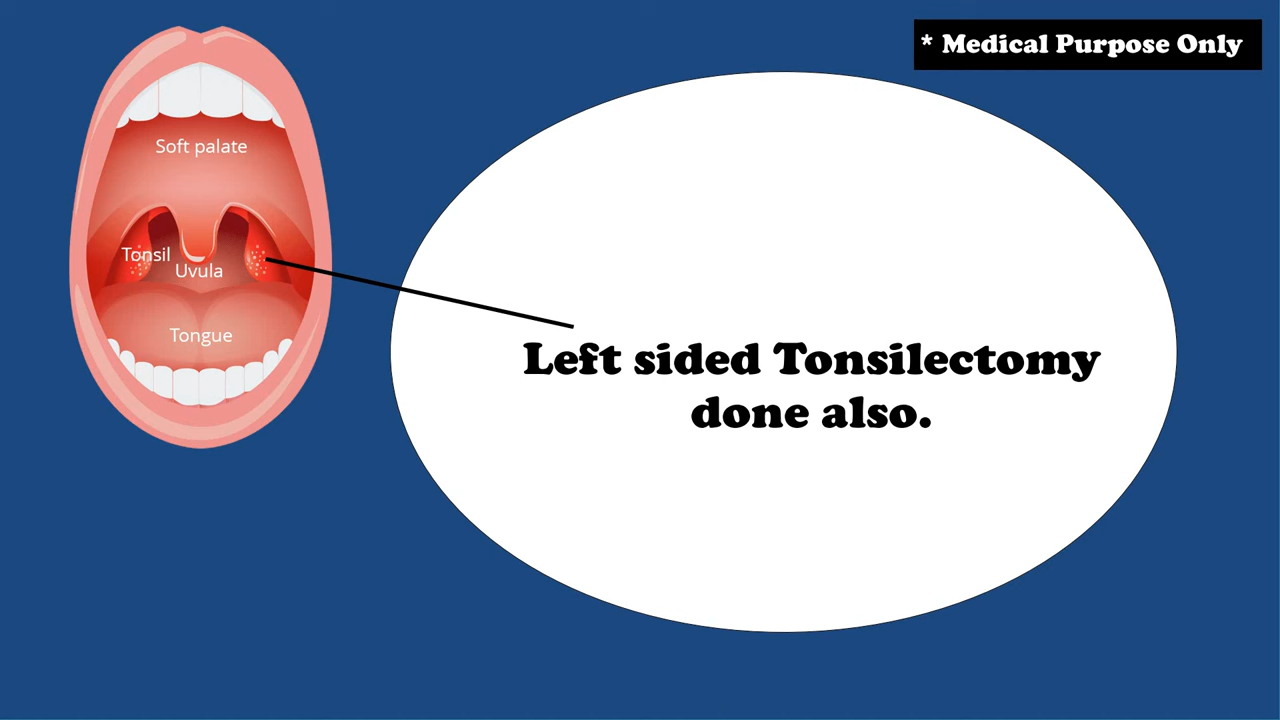 * Medical Purpose Only
Soft palate
Tonsil
Uvula
Tongue
Left sided Tonsilectomy
done also.